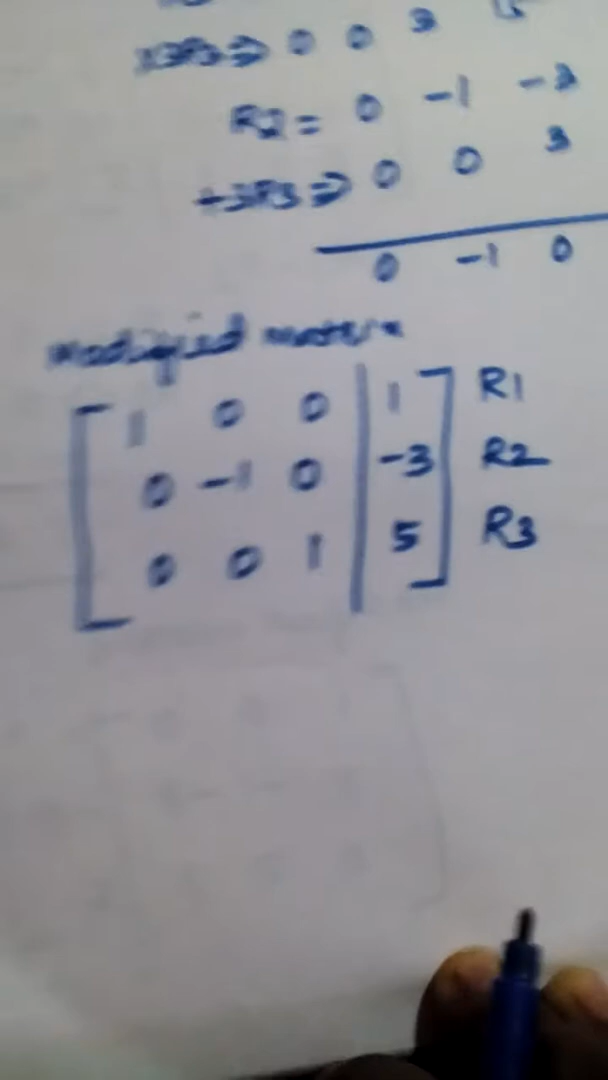 0 0 3
R2= 0 -1 -3
+3R3⇒ 0 0 3
0 -1 0
Modified matrix
1 0 0 | 1 R1
0 -1 0 | -3 R2
0 0 1 | 5 R3